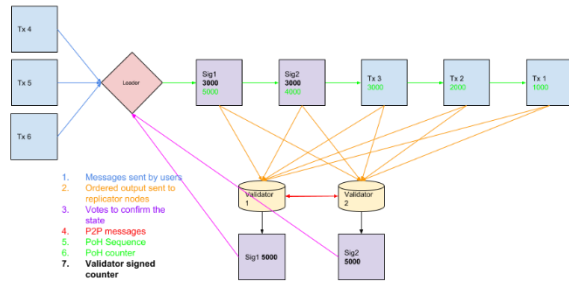 Tx 4
Tx 5
Tx 6
Leader
Sig1
3000
5000
Sig2
3000
4000
Tx 3
3000
Tx 2
2000
Tx 1
1000
Validator
1
Validator
2
Sig1 5000
Sig2
5000
1. Messages sent by users
2. Ordered output sent to
replicator nodes
3. Votes to confirm the
state
4. P2P messages
5. PoH Sequence
6. PoH counter
7. Validator signed
counter